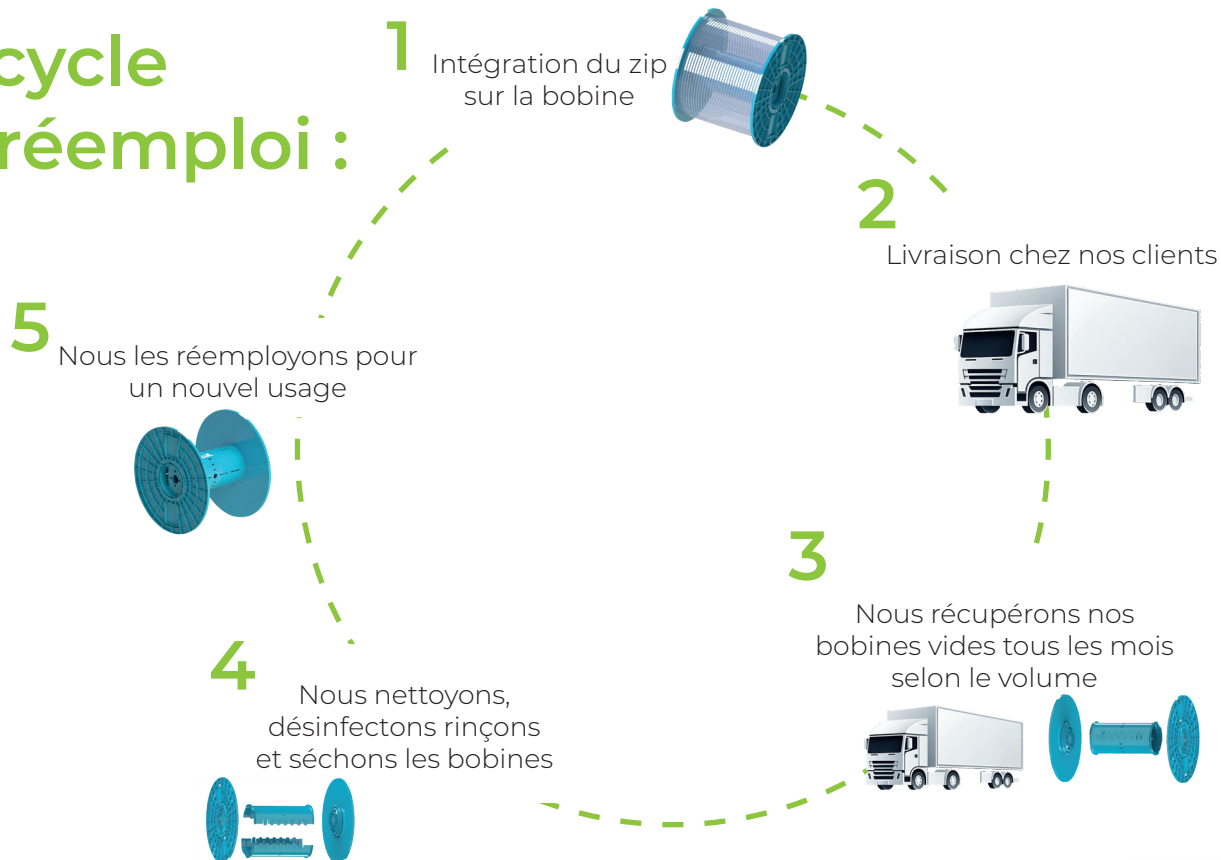 cycle
réemploi :
1
Intégration du zip
sur la bobine
2
Livraison chez nos clients
3
Nous récupérons nos
bobines vides tous les mois
selon le volume
4
Nous nettoyons,
désinfectons rinçons
et séchons les bobines
5
Nous les réemployons pour
un nouvel usage